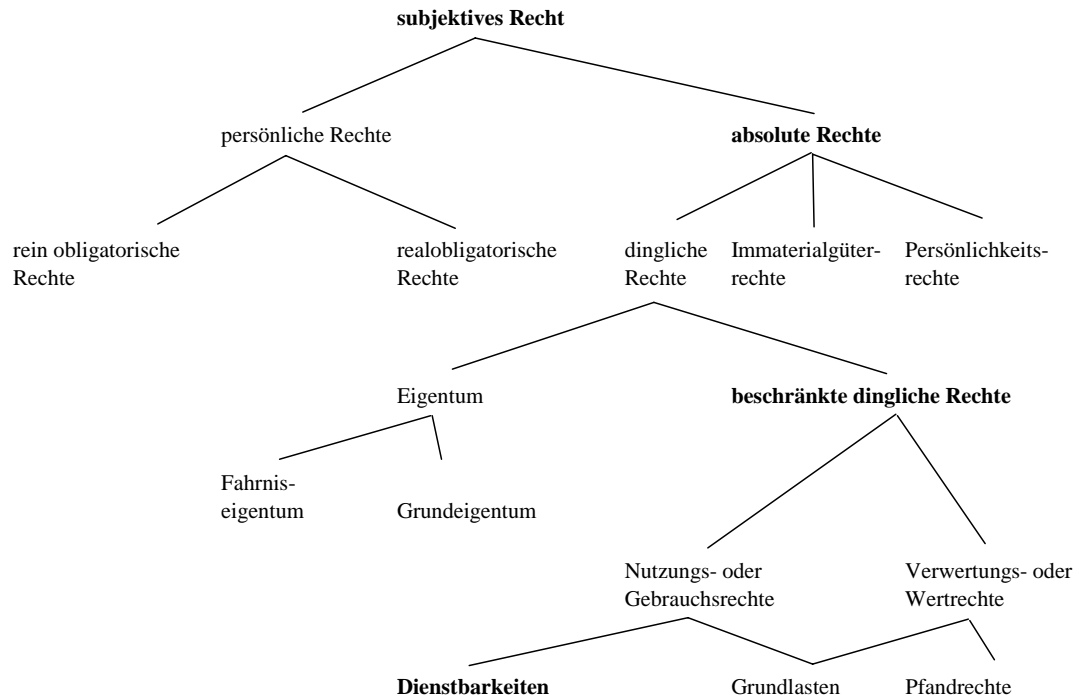 subjektives Recht
persönliche Rechte
absolute Rechte
rein obligatorische
Rechte
realobligatorische
Rechte
dingliche
Rechte
Immaterialgüter-
rechte
Persönlichkeits-
rechte
Eigentum
beschränkte dingliche Rechte
Fahrnis-
eigentum
Grundeigentum
Nutzungs- oder
Gebrauchsrechte
Verwertungs- oder
Wertrechte
Dienstbarkeiten
Grundlasten
Pfandrechte